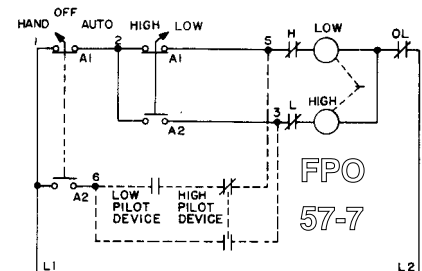 OFF
HAND AUTO HIGH LOW
1 2 5 H LOW OL
A1 A1
HIGH
A2 3 L
6
A2 LOW PILOT DEVICE HIGH PILOT DEVICE
FPO
57-7
L1 L2